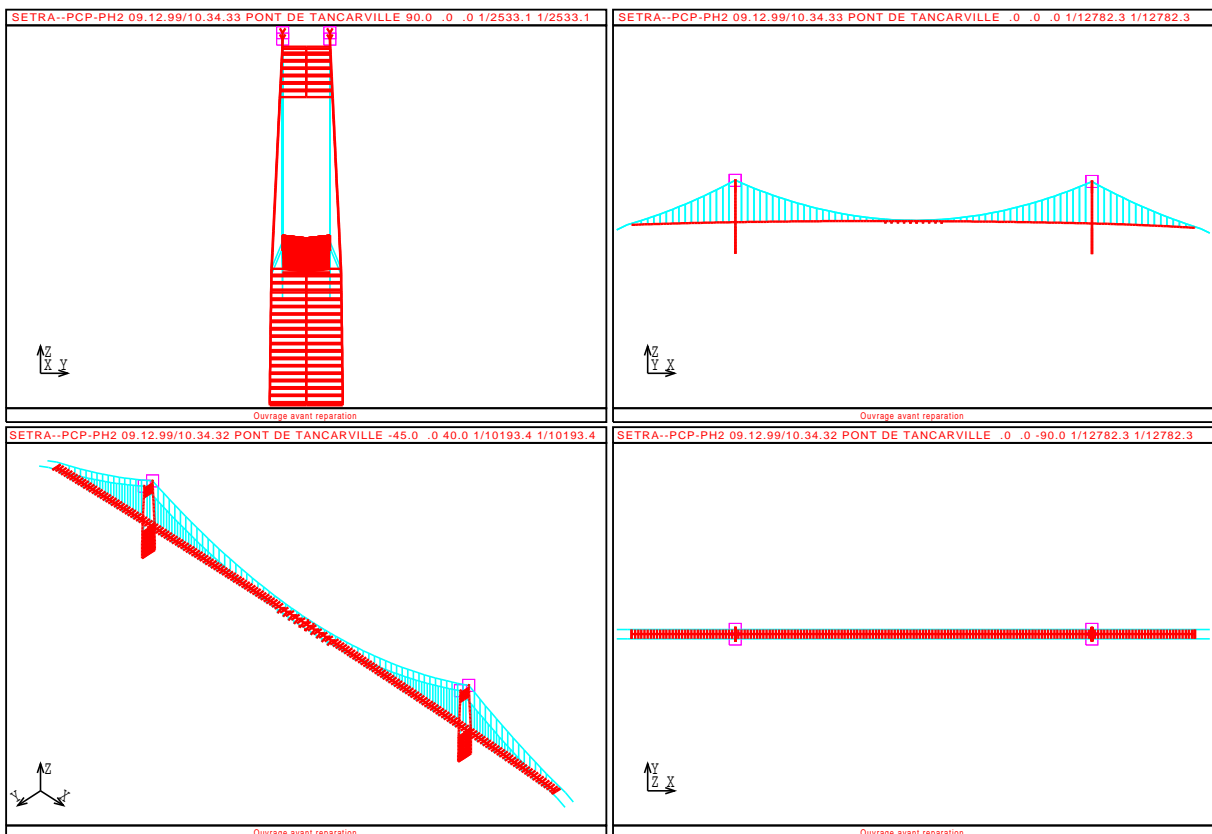 SETRA--PCP-PH2 09.12.99/10.34.33 PONT DE TANCARVILLE 90.0 .0 .0 1/2533.1 1/2533.1
Z
X Y
Ouvrage avant reparation
SETRA--PCP-PH2 09.12.99/10.34.33 PONT DE TANCARVILLE .0 .0 .0 1/12782.3 1/12782.3
Z
Y X
Ouvrage avant reparation
SETRA--PCP-PH2 09.12.99/10.34.32 PONT DE TANCARVILLE -45.0 .0 40.0 1/10193.4 1/10193.4
Z
Y X
Ouvrage avant reparation
SETRA--PCP-PH2 09.12.99/10.34.32 PONT DE TANCARVILLE .0 .0 -90.0 1/12782.3 1/12782.3
Y
Z X
Ouvrage avant reparation